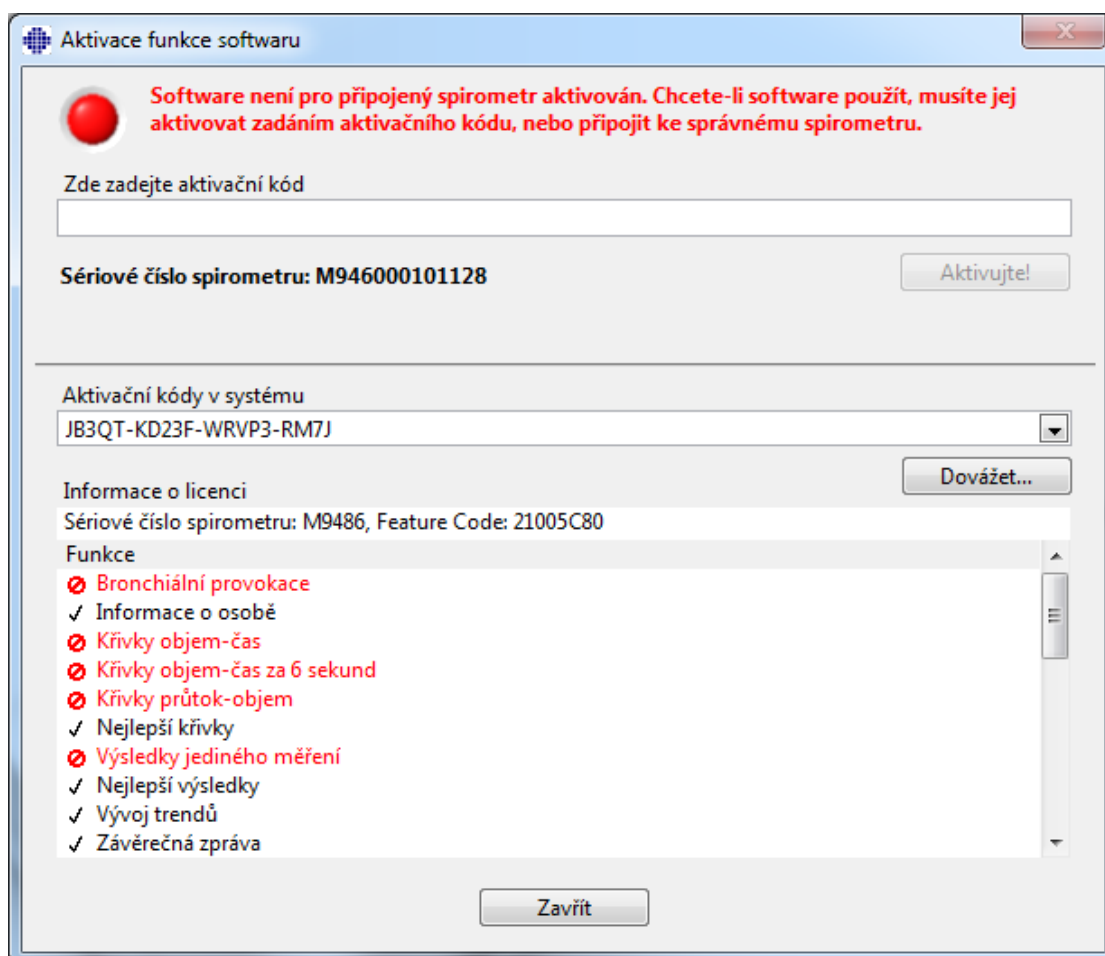 Aktivace funkce softwaru
Software není pro připojený spirometr aktivován. Chcete-li software použít, musíte jej
aktivovat zadáním aktivačního kódu, nebo připojit ke správnému spirometru.
Zde zadejte aktivační kód
Sériové číslo spirometru: M946000101128
Aktivujte!
Aktivační kódy v systému
JB3QT-KD23F-WRVP3-RM7J
Dovážet...
Informace o licenci
Sériové číslo spirometru: M9486, Feature Code: 21005C80
Funkce
Bronchiální provokace
Informace o osobě
Křivky objem-čas
Křivky objem-čas za 6 sekund
Křivky průtok-objem
Nejlepší křivky
Výsledky jediného měření
Nejlepší výsledky
Vývoj trendů
Závěrečná zpráva
Zavřít